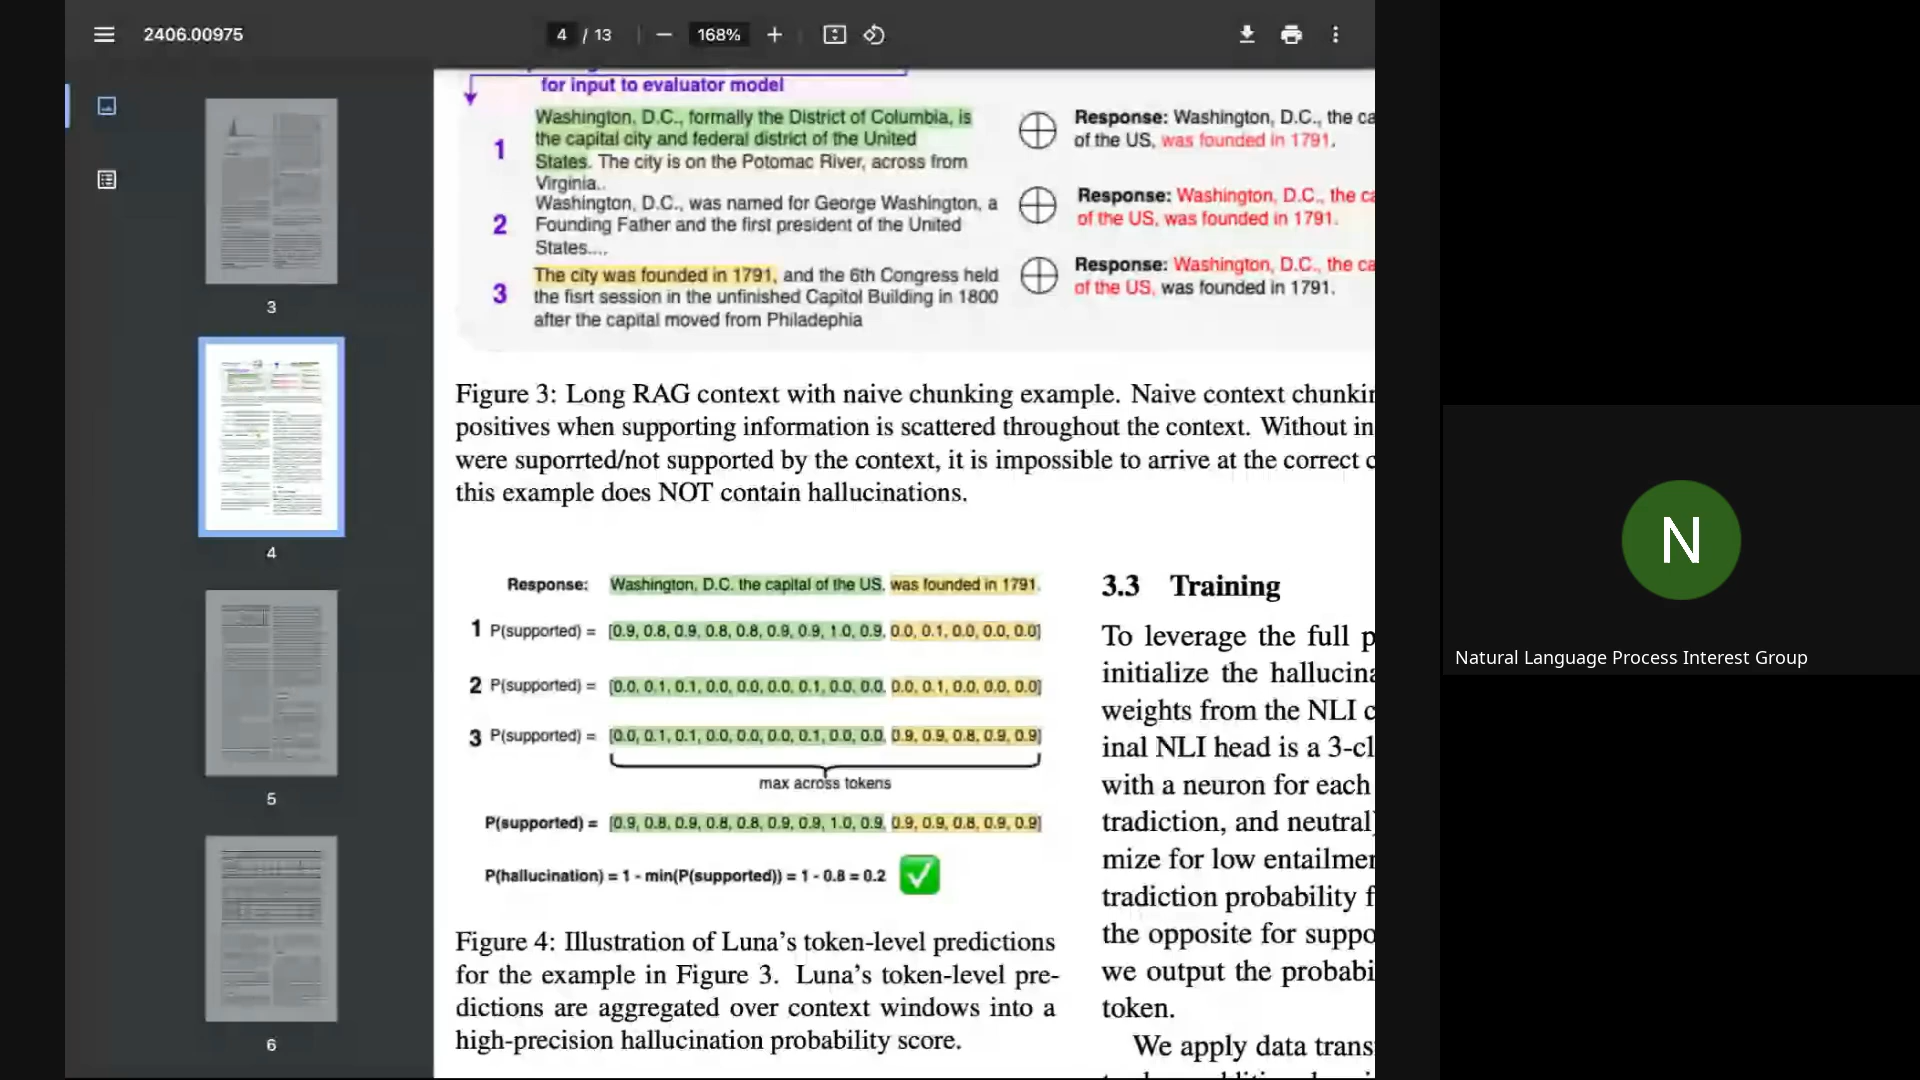 2406.00975
4 / 13
168%
for input to evaluator model
1
Washington, D.C., formally the District of Columbia, is
the capital city and federal district of the United
States. The city is on the Potomac River, across from
Virginia..
Response: Washington, D.C., the ca
of the US, was founded in 1791.
2
Washington, D.C., was named for George Washington, a
Founding Father and the first president of the United
States....
Response: Washington, D.C., the ca
of the US, was founded in 1791.
3
The city was founded in 1791, and the 6th Congress held
the fisrt session in the unfinished Capitol Building in 1800
after the capital moved from Philadephia
Response: Washington, D.C., the ca
of the US, was founded in 1791.
Figure 3: Long RAG context with naive chunking example. Naive context chunkin
positives when supporting information is scattered throughout the context. Without in
were suporrted/not supported by the context, it is impossible to arrive at the correct c
this example does NOT contain hallucinations.
Response: Washington, D.C. the capital of the US, was founded in 1791.
1 P(supported) = [0.9, 0.8, 0.9, 0.8, 0.8, 0.9, 0.9, 1.0, 0.9, 0.0, 0.1, 0.0, 0.0, 0.0]
2 P(supported) = [0.0, 0.1, 0.1, 0.0, 0.0, 0.0, 0.1, 0.0, 0.0, 0.0, 0.1, 0.0, 0.0, 0.0]
3 P(supported) = [0.0, 0.1, 0.1, 0.0, 0.0, 0.0, 0.1, 0.0, 0.0, 0.9, 0.9, 0.8, 0.9, 0.9]
max across tokens
P(supported) = [0.9, 0.8, 0.9, 0.8, 0.8, 0.9, 0.9, 1.0, 0.9, 0.9, 0.9, 0.8, 0.9, 0.9]
P(hallucination) = 1 - min(P(supported)) = 1 - 0.8 = 0.2
Figure 4: Illustration of Luna's token-level predictions
for the example in Figure 3. Luna's token-level pre-
dictions are aggregated over context windows into a
high-precision hallucination probability score.
3.3 Training
To leverage the full p
initialize the hallucina
weights from the NLI c
inal NLI head is a 3-cl
with a neuron for each
tradiction, and neutral)
mize for low entailmen
tradiction probability f
the opposite for suppo
we output the probabi
token.
We apply data trans
3
4
5
6
N
Natural Language Process Interest Group